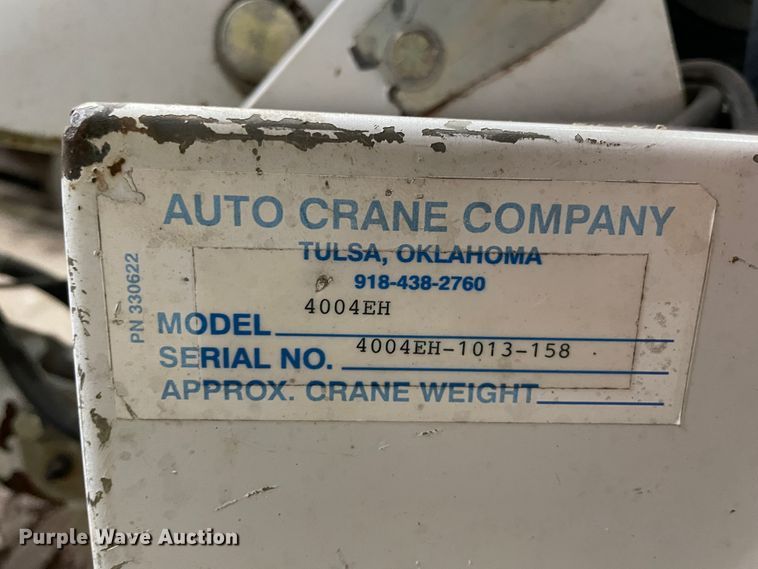 AUTO CRANE COMPANY
TULSA, OKLAHOMA
918-438-2760
MODEL 4004EH
SERIAL NO. 4004EH-1013-158
APPROX. CRANE WEIGHT
PN 330622
Purple Wave Auction